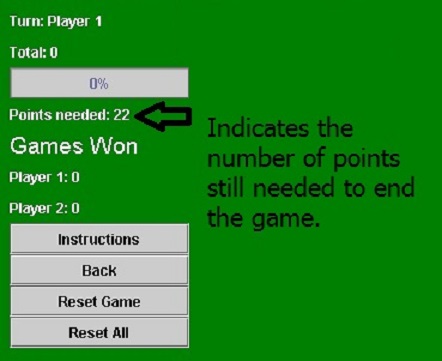 Turn: Player 1
Total: 0
0%
Points needed: 22
Games Won
Player 1: 0
Player 2: 0
Instructions
Back
Reset Game
Reset All
Indicates the
number of points
still needed to end
the game.